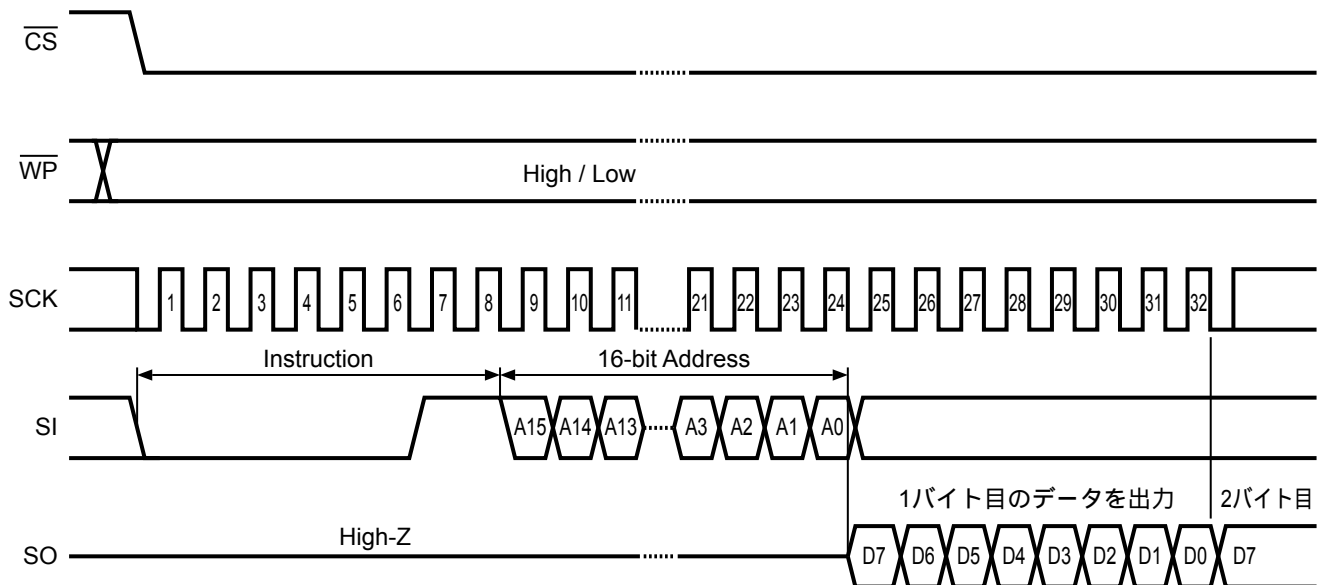 CS
WP
High / Low
SCK
1 2 3 4 5 6 7 8 9 10 11 21 22 23 24 25 26 27 28 29 30 31 32
Instruction
16-bit Address
SI
A15 A14 A13 A3 A2 A1 A0
1バイト目のデータを出力
2バイト目
SO
High-Z
D7 D6 D5 D4 D3 D2 D1 D0 D7